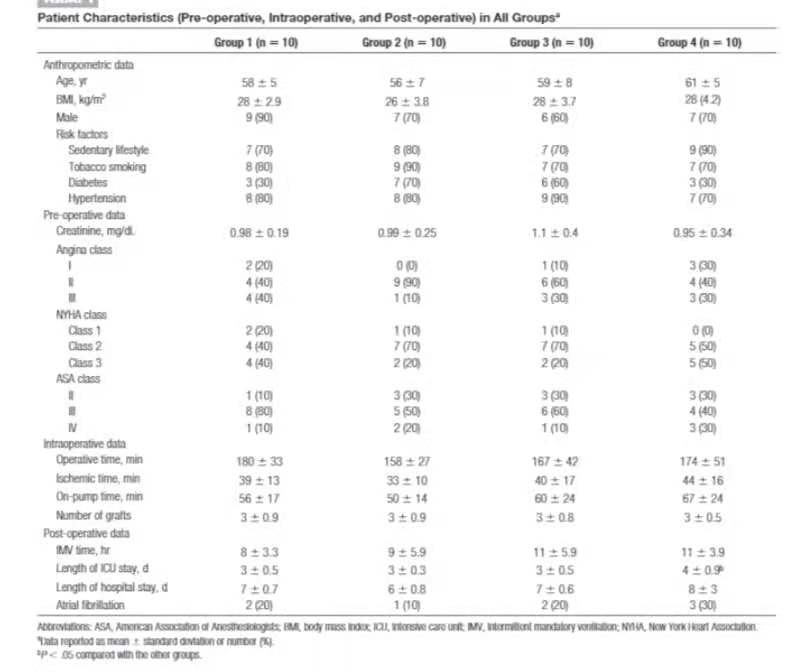 Patient Characteristics (Pre-operative, Intraoperative, and Post-operative) in All Groupsᵃ
Group 1 (n = 10) Group 2 (n = 10) Group 3 (n = 10) Group 4 (n = 10)
Anthropometric data
Age, yr 58 ± 5 56 ± 7 59 ± 8 61 ± 5
BMI, kg/m² 28 ± 2.9 26 ± 3.8 28 ± 3.7 28 (4.2)
Male 9 (90) 7 (70) 6 (60) 7 (70)
Risk factors
Sedentary lifestyle 7 (70) 8 (80) 7 (70) 9 (90)
Tobacco smoking 8 (80) 9 (90) 7 (70) 7 (70)
Diabetes 3 (30) 7 (70) 6 (60) 3 (30)
Hypertension 8 (80) 8 (80) 9 (90) 7 (70)
Pre-operative data
Creatinine, mg/dL 0.98 ± 0.19 0.99 ± 0.25 1.1 ± 0.4 0.95 ± 0.34
Angina class
I 2 (20) 0 (0) 1 (10) 3 (30)
II 4 (40) 9 (90) 6 (60) 4 (40)
III 4 (40) 1 (10) 3 (30) 3 (30)
NYHA class
Class 1 2 (20) 1 (10) 1 (10) 0 (0)
Class 2 4 (40) 7 (70) 7 (70) 5 (50)
Class 3 4 (40) 2 (20) 2 (20) 5 (50)
ASA class
II 1 (10) 3 (30) 3 (30) 3 (30)
III 8 (80) 5 (50) 6 (60) 4 (40)
IV 1 (10) 2 (20) 1 (10) 3 (30)
Intraoperative data
Operative time, min 180 ± 33 158 ± 27 167 ± 42 174 ± 51
Ischemic time, min 39 ± 13 33 ± 10 40 ± 17 44 ± 16
On-pump time, min 56 ± 17 50 ± 14 60 ± 24 67 ± 24
Number of grafts 3 ± 0.9 3 ± 0.9 3 ± 0.8 3 ± 0.5
Post-operative data
IMV time, hr 8 ± 3.3 9 ± 5.9 11 ± 5.9 11 ± 3.9
Length of ICU stay, d 3 ± 0.5 3 ± 0.3 3 ± 0.5 4 ± 0.9ᵇ
Length of hospital stay, d 7 ± 0.7 6 ± 0.8 7 ± 0.6 8 ± 3
Atrial fibrillation 2 (20) 1 (10) 2 (20) 3 (30)
Abbreviations: ASA, American Association of Anesthesiologists; BMI, body mass index; ICU, intensive care unit; IMV, intermittent mandatory ventilation; NYHA, New York Heart Association.
ᵃData reported as mean ± standard deviation or number (%).
ᵇP < .05 compared with the other groups.